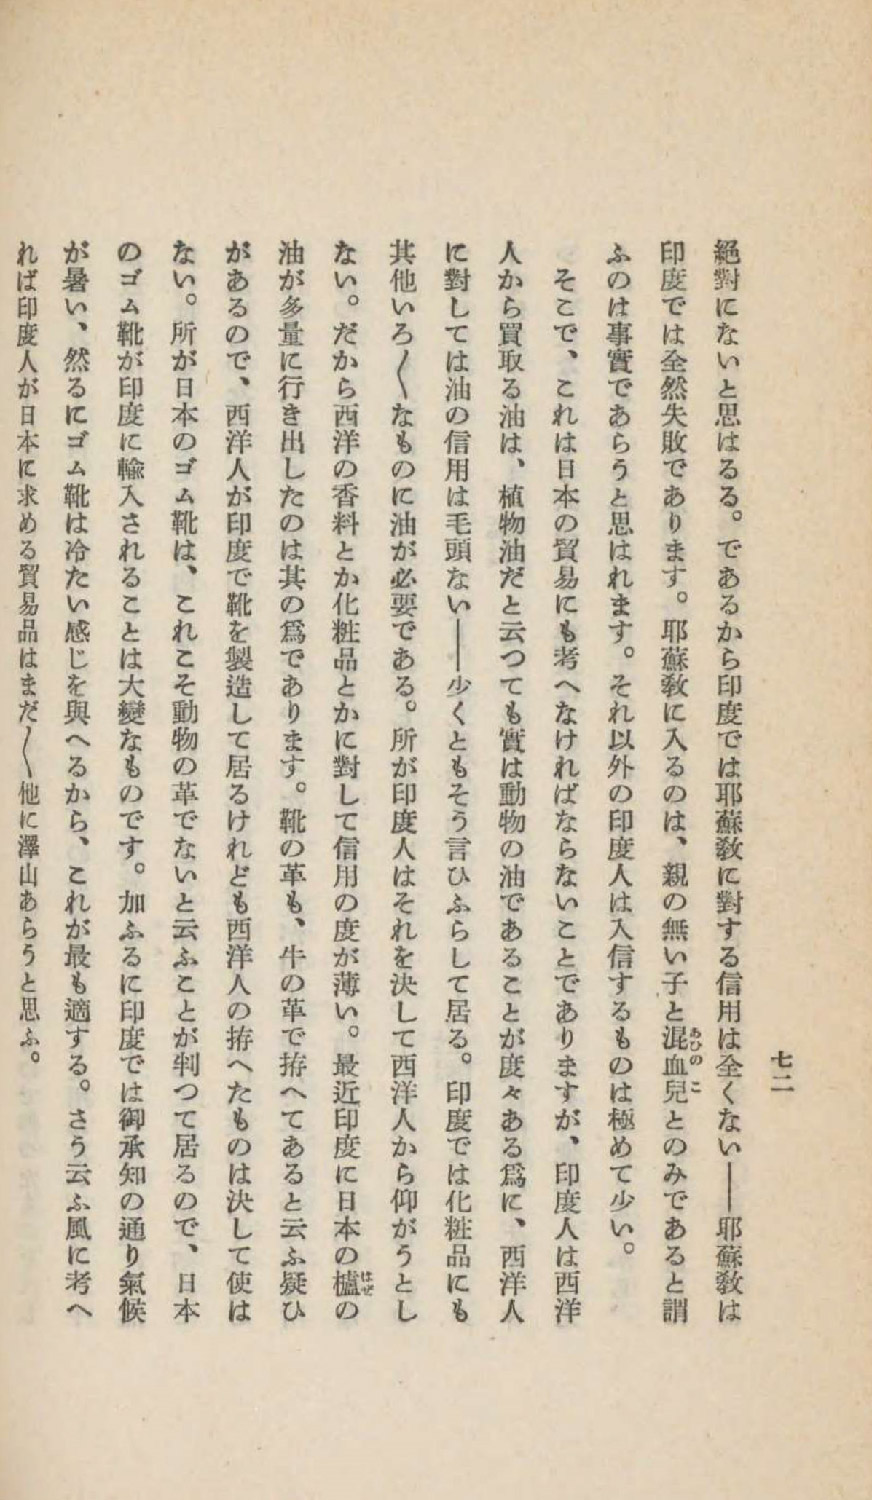 七二
絕對にないと思はるる。であるから印度では耶蘇敎に對する信用は全くない――耶蘇敎は
印度では全然失敗であります。耶蘇敎に入るのは、親の無い子と混血兒とのみであると謂
あひのこ
ふのは事實であらうと思はれます。それ以外の印度人は入信するものは極めて少い。
そこで、これは日本の貿易にも考へなければならないことでありますが、印度人は西洋
人から買取る油は、植物油だと云つても實は動物の油であることが度々ある爲に、西洋人
に對しては油の信用は毛頭ない――少くともそう言ひふらして居る。印度では化粧品にも
其他いろ〱なものに油が必要である。所が印度人はそれを決して西洋人から仰がうとし
ない。だから西洋の香料とか化粧品とかに對して信用の度が薄い。最近印度に日本の櫨の
はぜ
油が多量に行き出したのは其の爲であります。靴の革も、牛の革で拵へてあると云ふ疑ひ
があるので、西洋人が印度で靴を製造して居るけれども西洋人の拵へたものは決して使は
ない。所が日本のゴム靴は、これこそ動物の革でないと云ふことが判つて居るので、日本
のゴム靴が印度に輸入されることは大變なものです。加ふるに印度では御承知の通り氣候
が暑い、然るにゴム靴は冷たい感じを與へるから、これが最も適する。さう云ふ風に考へ
れば印度人が日本に求める貿易品はまだ〱他に澤山あらうと思ふ。